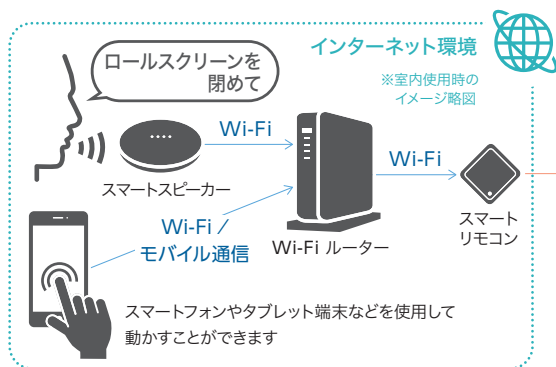 インターネット環境
※室内使用時の
イメージ略図
ロールスクリーンを
閉めて
Wi-Fi
スマートスピーカー
Wi-Fi
Wi-Fi ルーター
スマート
リモコン
Wi-Fi /
モバイル通信
スマートフォンやタブレット端末などを使用して
動かすことができます